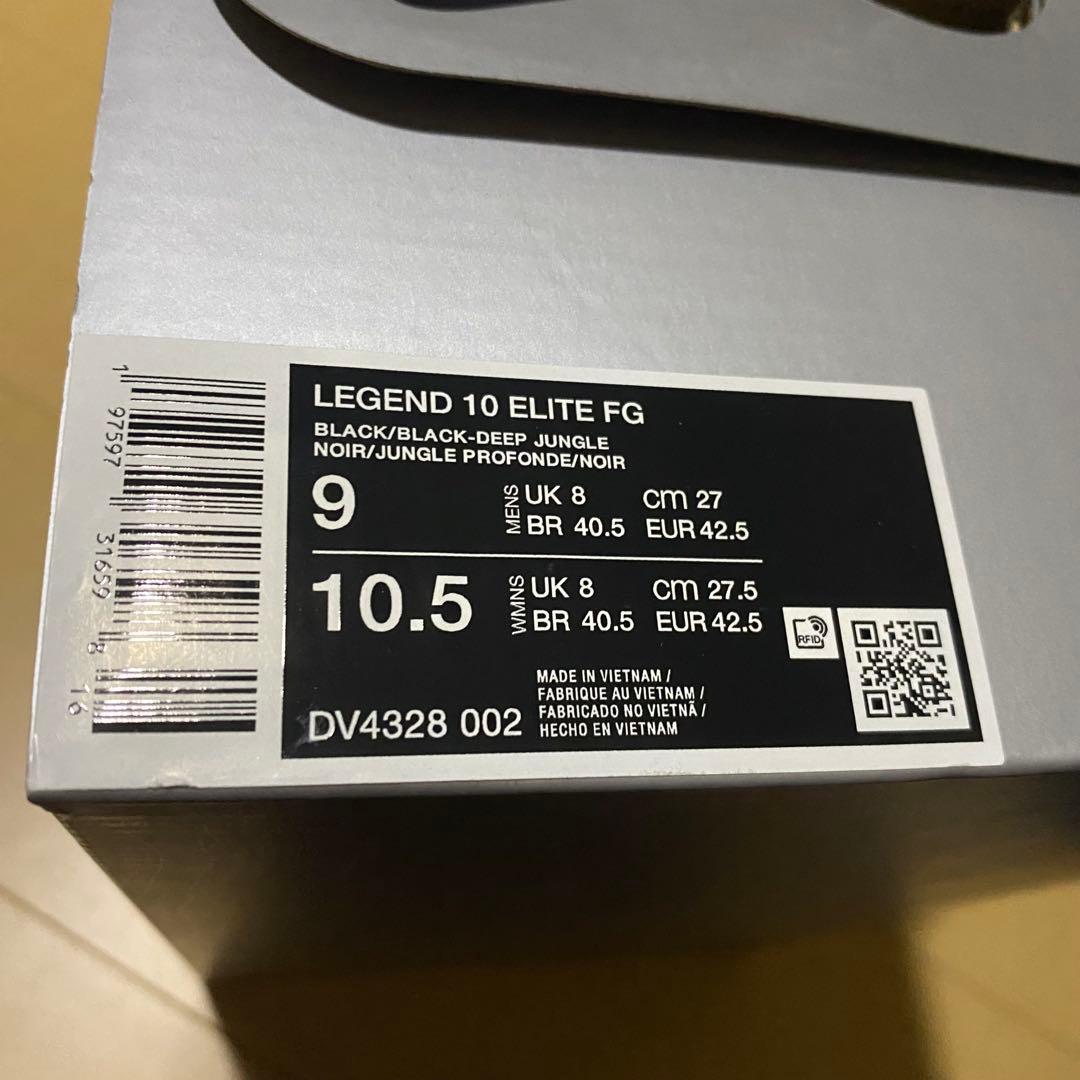 LEGEND 10 ELITE FG
BLACK/BLACK-DEEP JUNGLE
NOIR/JUNGLE PROFONDE/NOIR
9 MENS UK 8 cm 27
BR 40.5 EUR 42.5
10.5 WMNS UK 8 cm 27.5
BR 40.5 EUR 42.5
RFID
MADE IN VIETNAM /
FABRIQUE AU VIETNAM /
FABRICADO NO VIETNÃ /
HECHO EN VIETNAM
DV4328 002
1 97597 31659 8 16